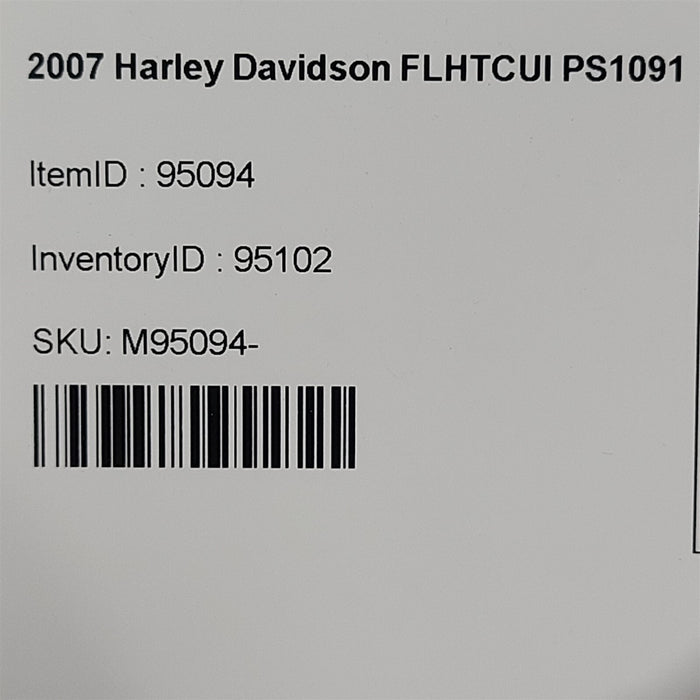 2007 Harley Davidson FLHTCUI PS1091
ItemID : 95094
InventoryID : 95102
SKU: M95094-